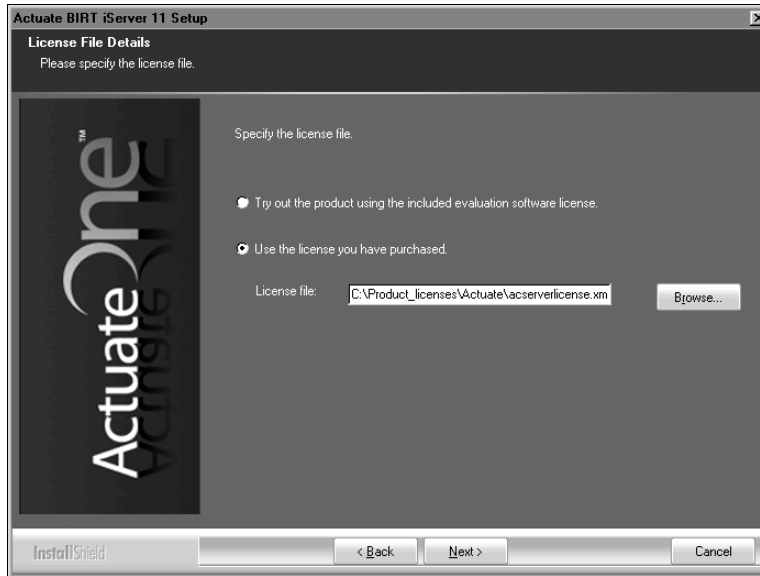 Actuate BIRT iServer 11 Setup
License File Details
Please specify the license file.
ActuateOne™
Specify the license file.
Try out the product using the included evaluation software license.
Use the license you have purchased.
License file: C:\Product_licenses\Actuate\acserverlicense.xm Browse...
InstallShield < Back Next > Cancel